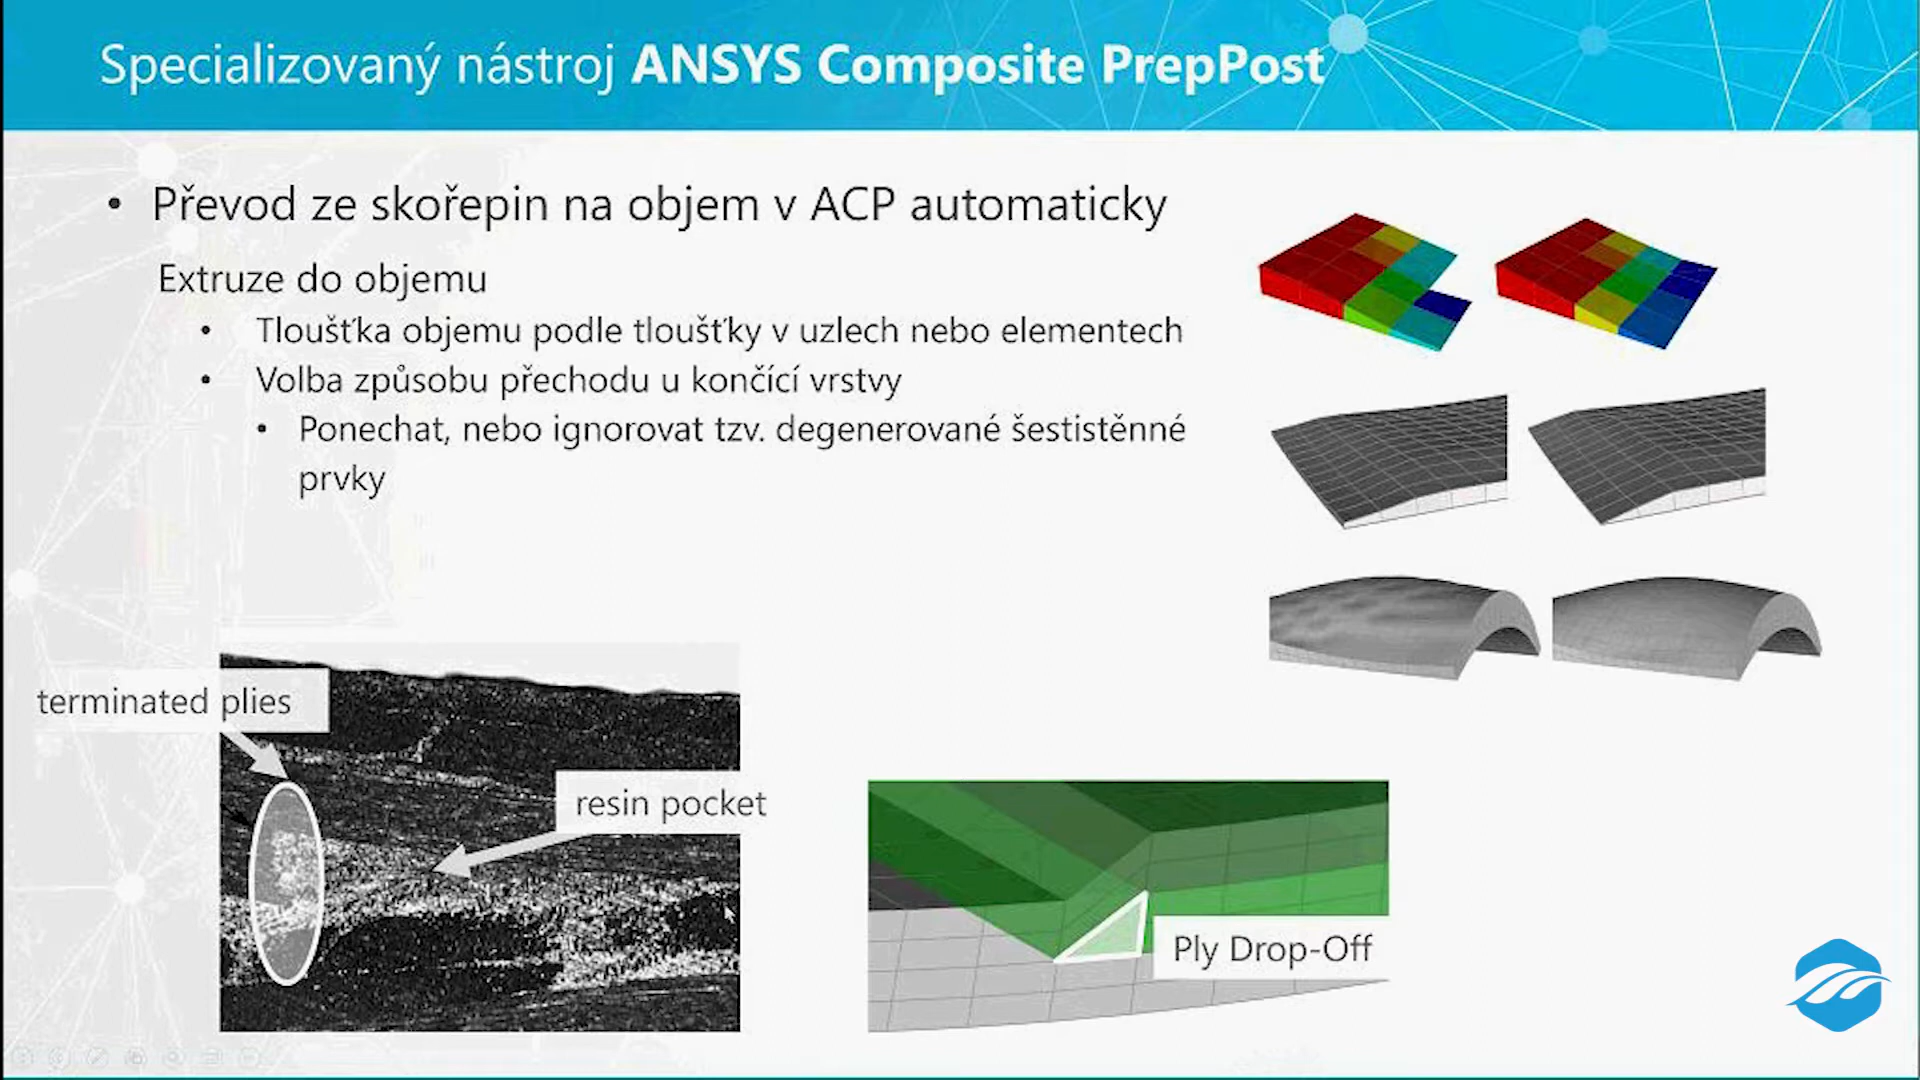 Specializovaný nástroj ANSYS Composite PrepPost
• Převod ze skořepin na objem v ACP automaticky
Extruze do objemu
• Tloušťka objemu podle tloušťky v uzlech nebo elementech
• Volba způsobu přechodu u končící vrstvy
• Ponechat, nebo ignorovat tzv. degenerované šestistěnné
prvky
terminated plies
resin pocket
Ply Drop-Off